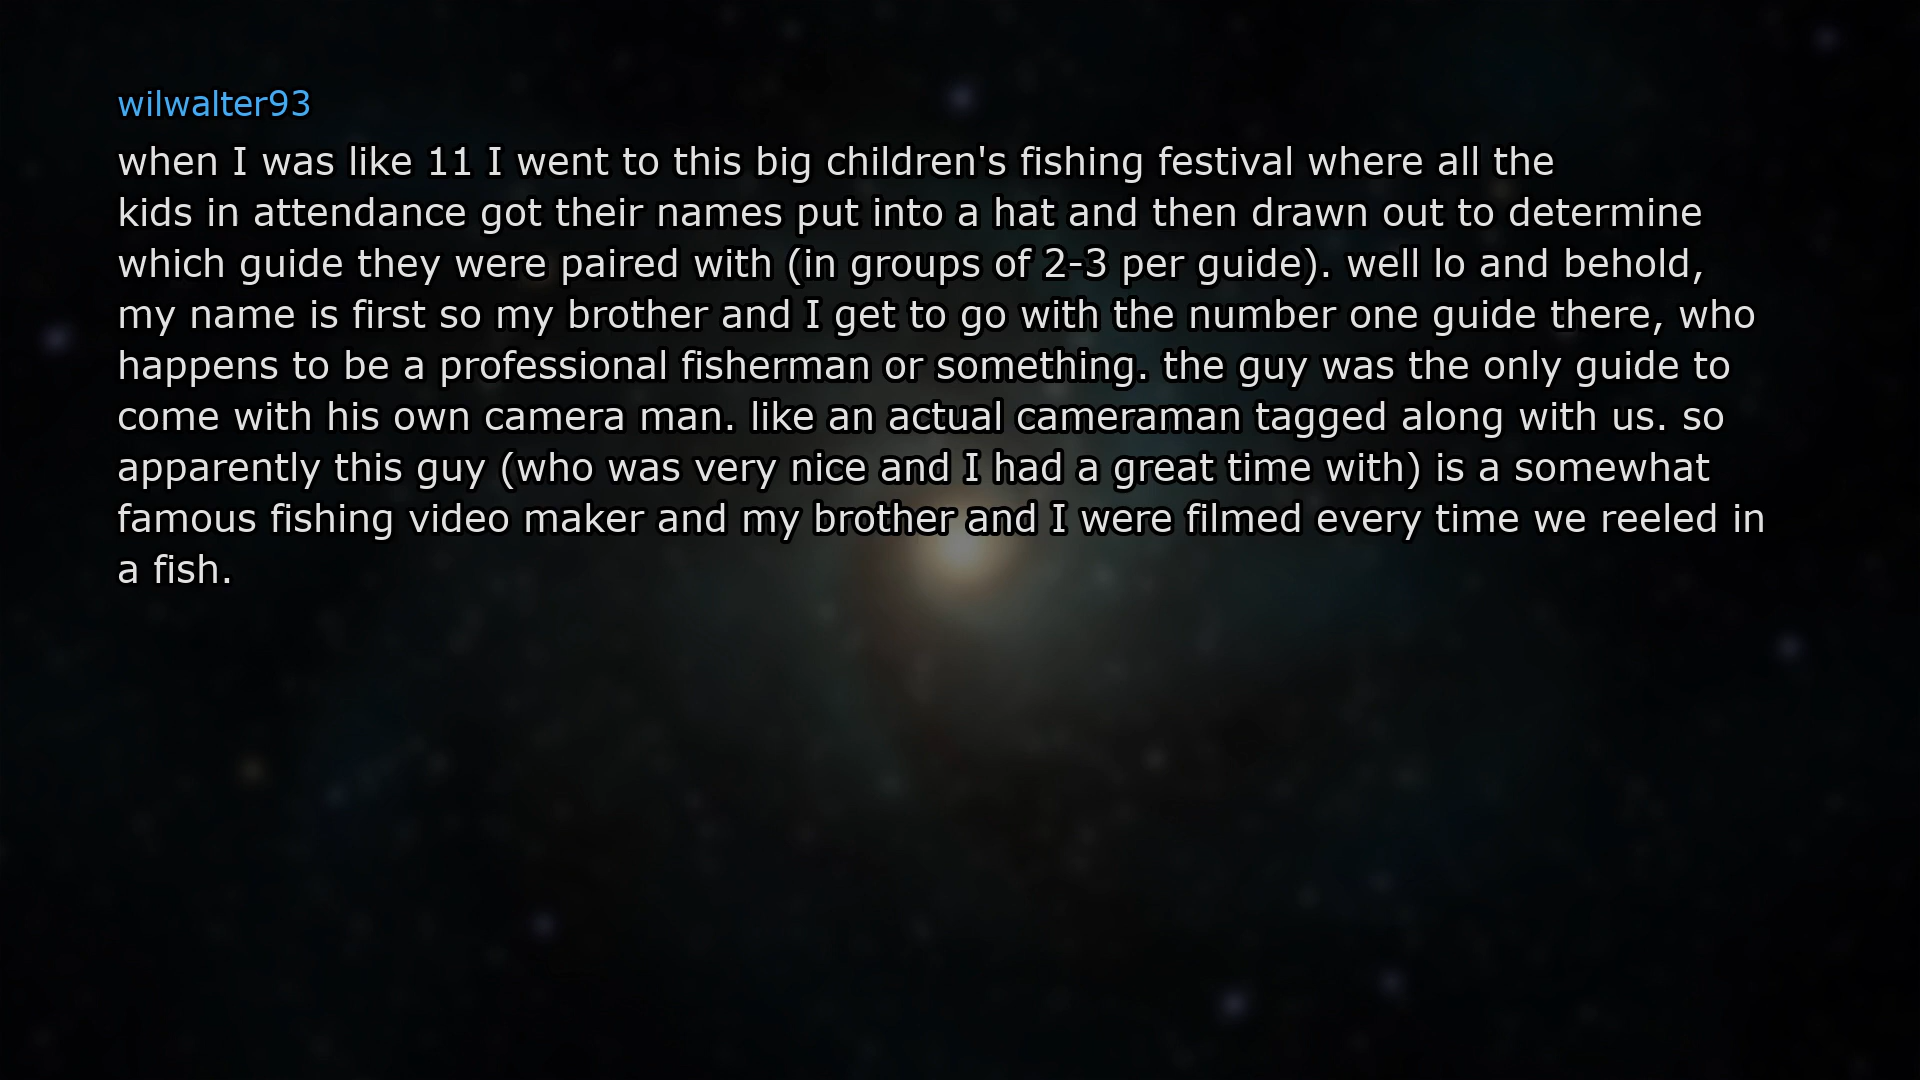 wilwalter93
when I was like 11 I went to this big children's fishing festival where all the
kids in attendance got their names put into a hat and then drawn out to determine
which guide they were paired with (in groups of 2-3 per guide). well lo and behold,
my name is first so my brother and I get to go with the number one guide there, who
happens to be a professional fisherman or something. the guy was the only guide to
come with his own camera man. like an actual cameraman tagged along with us. so
apparently this guy (who was very nice and I had a great time with) is a somewhat
famous fishing video maker and my brother and I were filmed every time we reeled in
a fish.